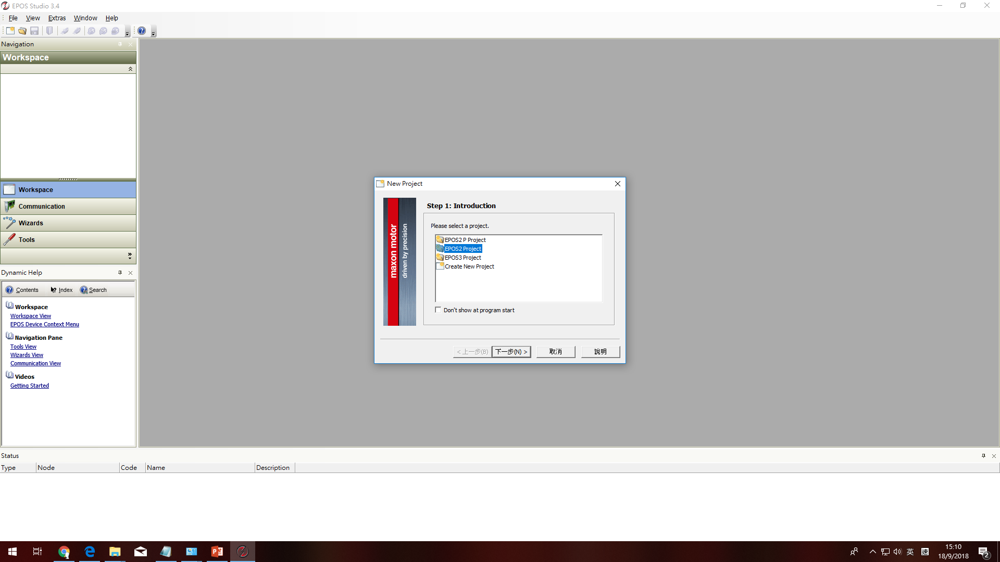 EPOS Studio 3.4
File View Extras Window Help
Navigation
Workspace
Workspace
Communication
Wizards
Tools
Dynamic Help
Contents Index Search
Workspace
Workspace View
EPOS Device Context Menu
Navigation Pane
Tools View
Wizards View
Communication View
Videos
Getting Started
New Project
maxon motor
driven by precision
Step 1: Introduction
Please select a project.
EPOS2 P Project
EPOS2 Project
EPOS3 Project
Create New Project
Don't show at program start
< 上一步(B) 下一步(N) > 取消 說明
Status
Type Node Code Name Description
英 速 15:10
18/9/2018
2